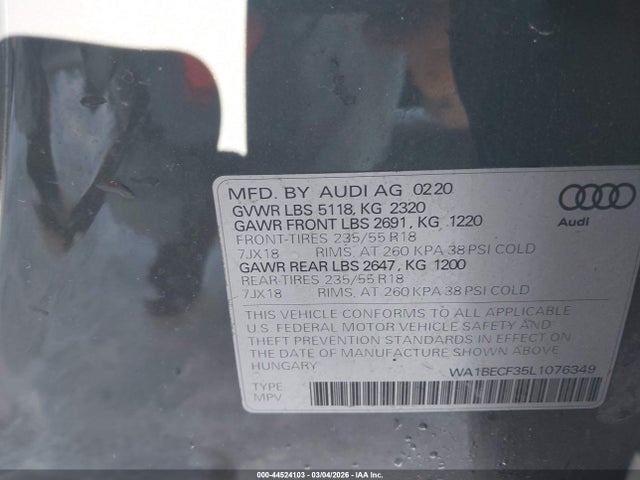 MFD. BY AUDI AG 0220
GVWR LBS 5118, KG 2320
GAWR FRONT LBS 2691, KG 1220
FRONT-TIRES 235/55 R18
7JX18 RIMS, AT 260 KPA 38 PSI COLD
GAWR REAR LBS 2647, KG 1200
REAR-TIRES 235/55 R18
7JX18 RIMS, AT 260 KPA 38 PSI COLD
Audi
THIS VEHICLE CONFORMS TO ALL APPLICABLE
U.S. FEDERAL MOTOR VEHICLE SAFETY AND
THEFT PREVENTION STANDARDS IN EFFECT ON
THE DATE OF MANUFACTURE SHOWN ABOVE
HUNGARY
WA1BECF35L1076349
TYPE
MPV
000-44524103 - 03/04/2026 - IAA Inc.